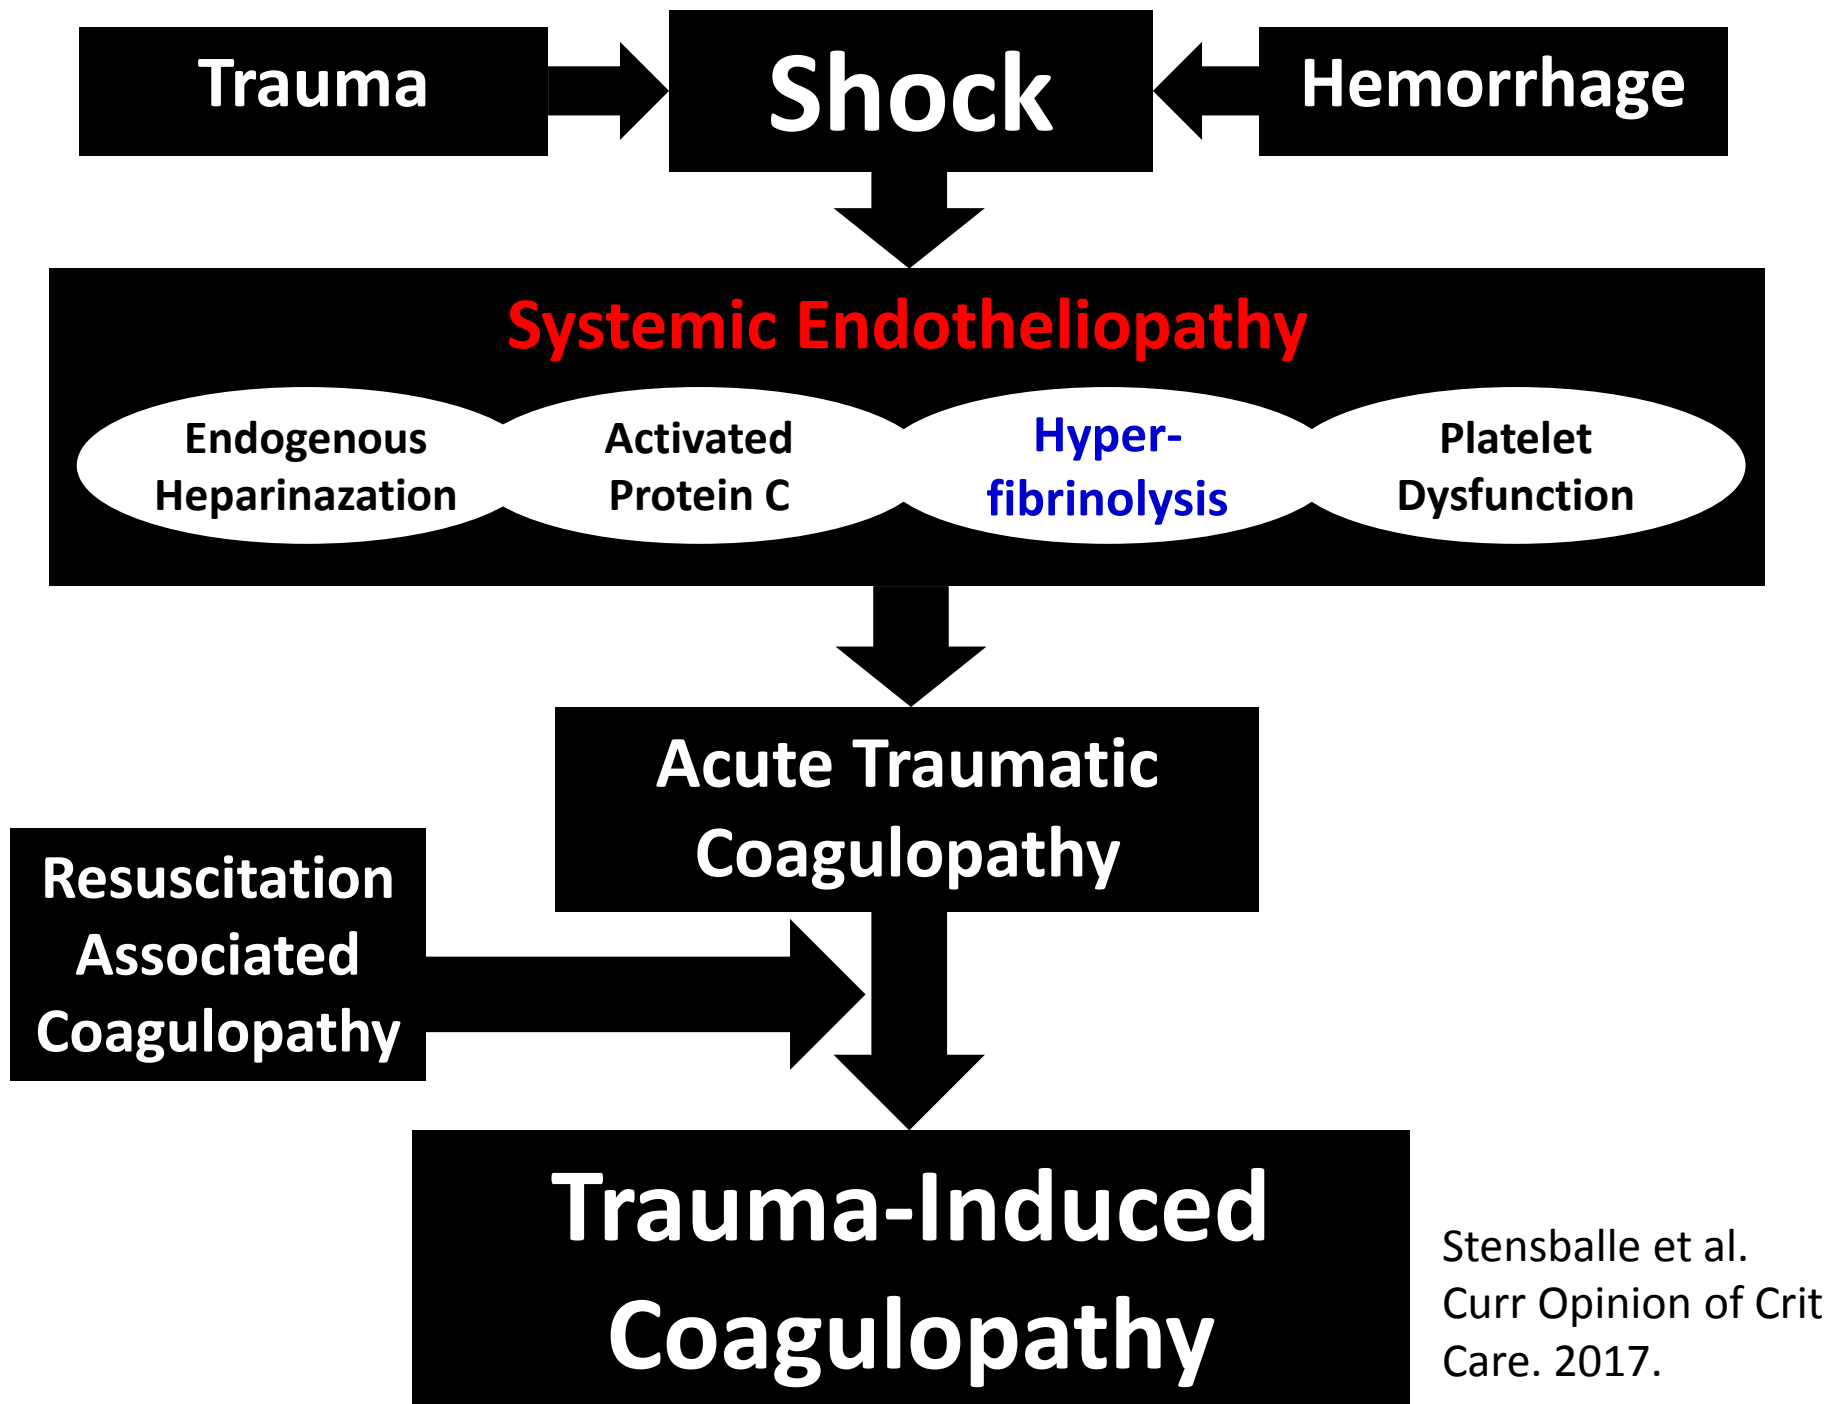 Trauma
Shock
Hemorrhage
Systemic Endotheliopathy
Endogenous
Heparinazation
Activated
Protein C
Hyper-
fibrinolysis
Platelet
Dysfunction
Acute Traumatic
Coagulopathy
Resuscitation
Associated
Coagulopathy
Trauma-Induced
Coagulopathy
Stensballe et al.
Curr Opinion of Crit
Care. 2017.